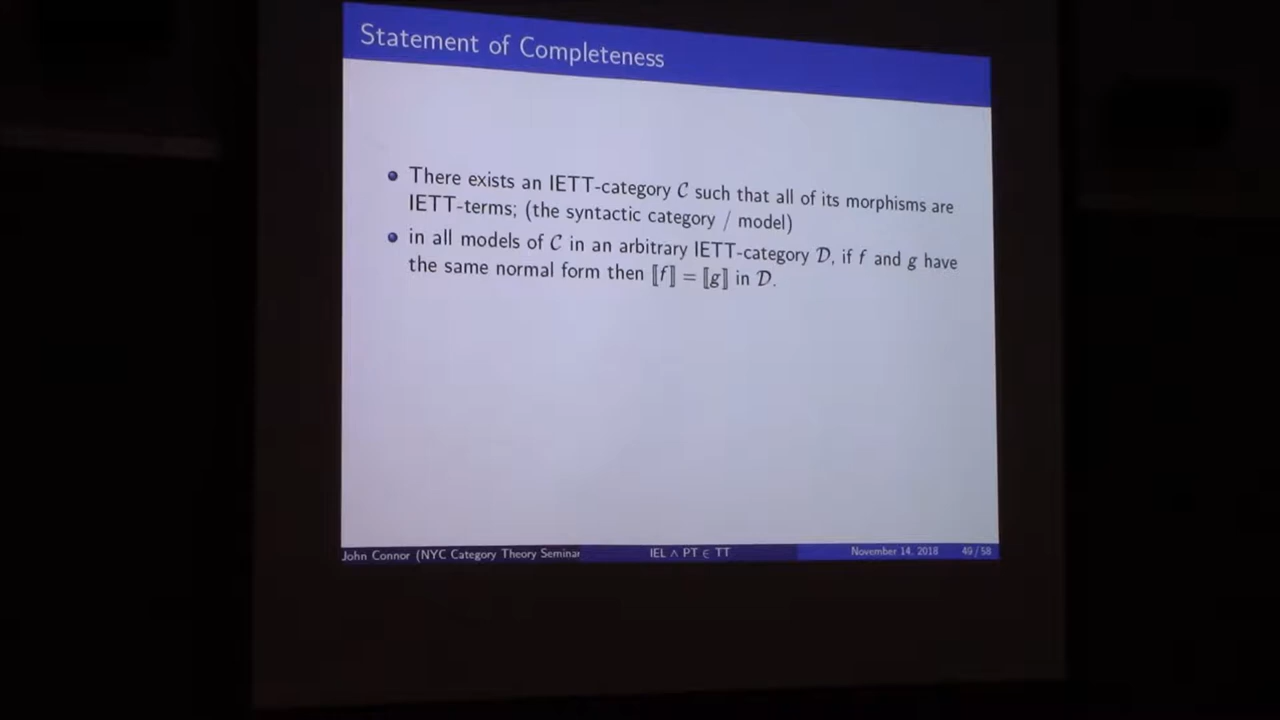 Statement of Completeness
There exists an IETT-category C such that all of its morphisms are
IETT-terms; (the syntactic category / model)
in all models of C in an arbitrary IETT-category D, if f and g have
the same normal form then ⟦f⟧ = ⟦g⟧ in D.
John Connor (NYC Category Theory Seminar IEL ∧ PT ∈ TT November 14, 2018 49 / 58